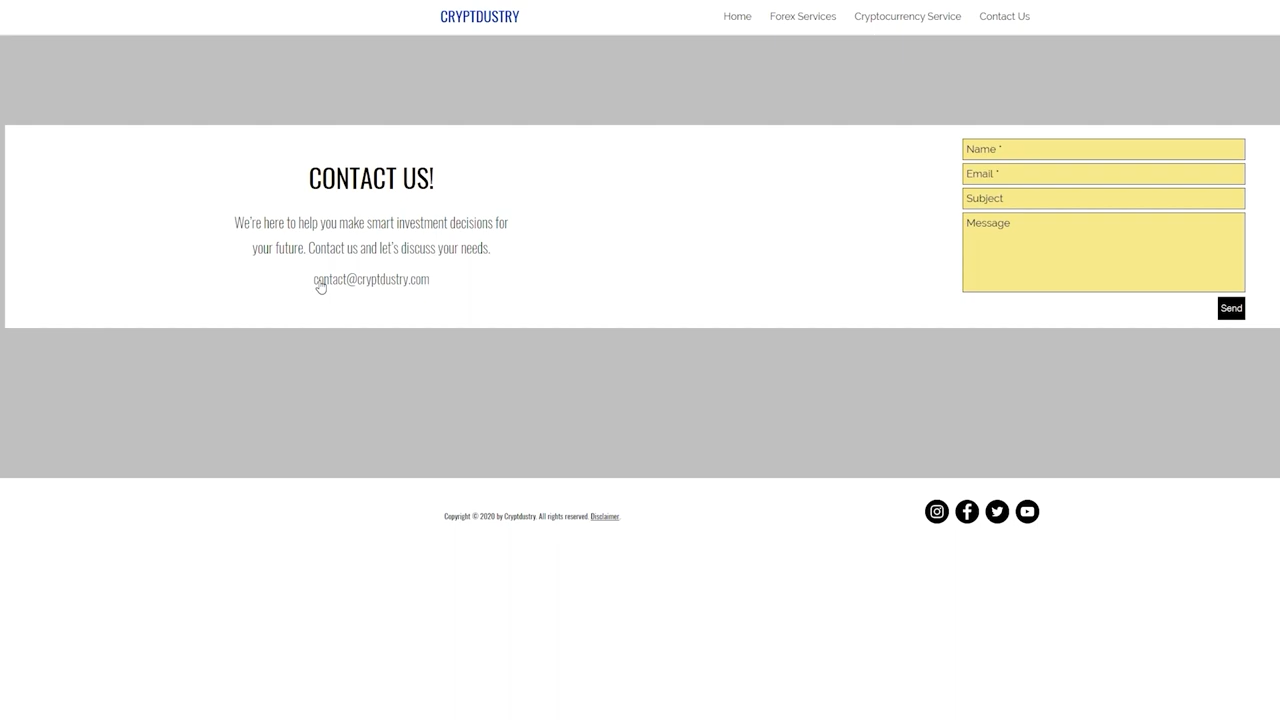 CRYPTDUSTRY
Home Forex Services Cryptocurrency Service Contact Us
CONTACT US!
We're here to help you make smart investment decisions for
your future. Contact us and let's discuss your needs.
contact@cryptdustry.com
Name *
Email *
Subject
Message
Send
Copyright © 2020 by Cryptdustry. All rights reserved. Disclaimer.